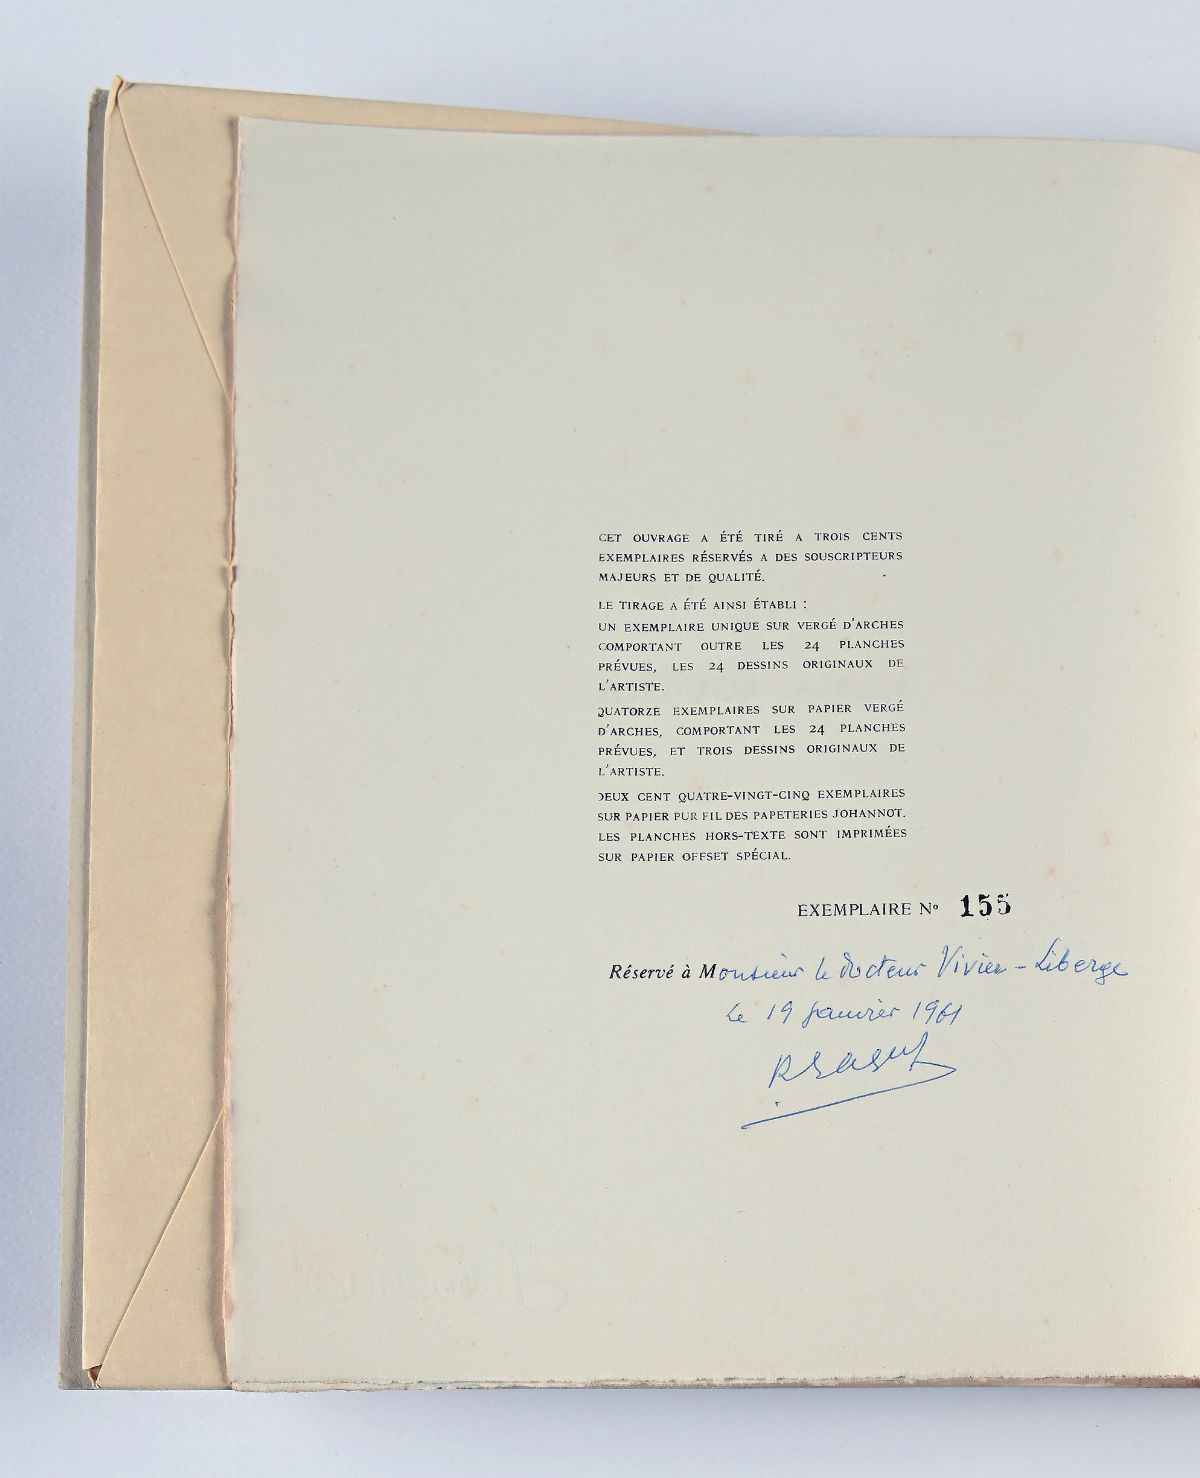 CET OUVRAGE A ÉTÉ TIRÉ A TROIS CENTS
EXEMPLAIRES RÉSERVÉS A DES SOUSCRIPTEURS
MAJEURS ET DE QUALITÉ.
LE TIRAGE A ÉTÉ AINSI ÉTABLI :
UN EXEMPLAIRE UNIQUE SUR VERGÉ D'ARCHES
COMPORTANT OUTRE LES 24 PLANCHES
PRÉVUES, LES 24 DESSINS ORIGINAUX DE
L'ARTISTE.
QUATORZE EXEMPLAIRES SUR PAPIER VERGÉ
D'ARCHES, COMPORTANT LES 24 PLANCHES
PRÉVUES, ET TROIS DESSINS ORIGINAUX DE
L'ARTISTE.
DEUX CENT QUATRE-VINGT-CINQ EXEMPLAIRES
SUR PAPIER PUR FIL DES PAPETERIES JOHANNOT.
LES PLANCHES HORS-TEXTE SONT IMPRIMÉES
SUR PAPIER OFFSET SPÉCIAL.
EXEMPLAIRE Nº 155
Réservé à Monsieur le docteur Vivier-Liberge
Le 19 janvier 1961